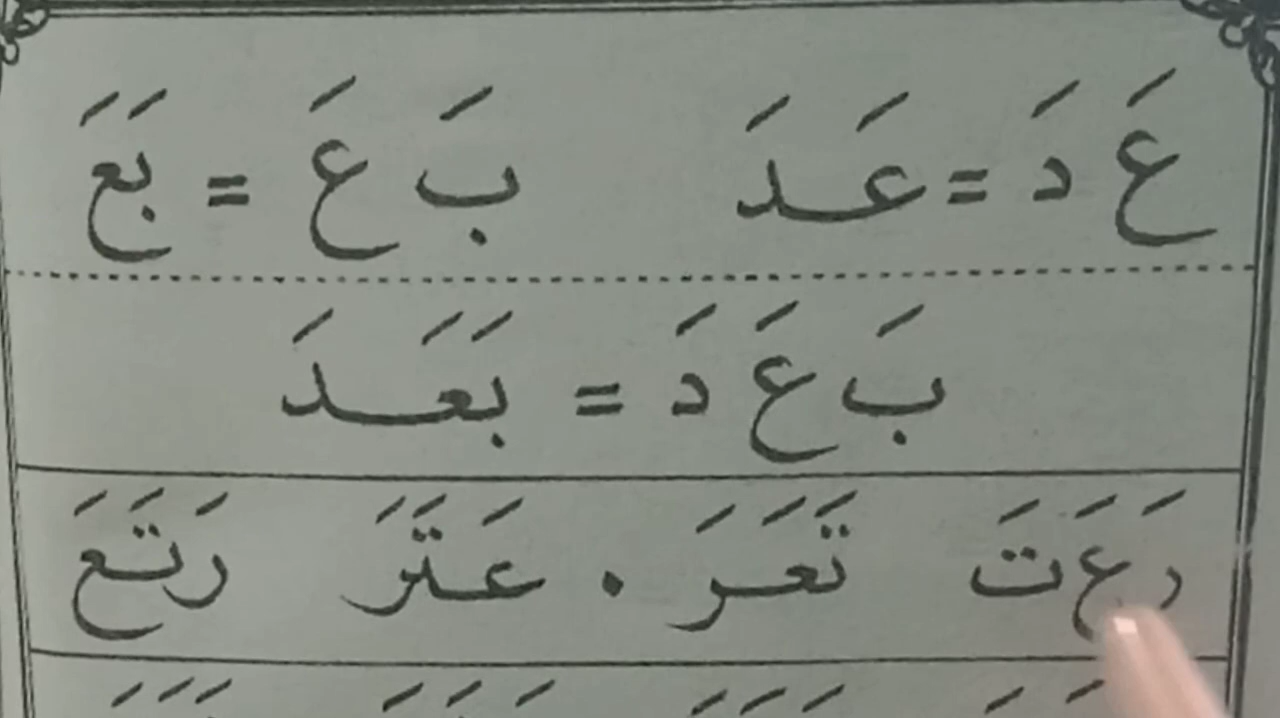 عَ دَ = عَدَ بَ عَ = بَعَ
بَ عَ دَ = بَعَدَ
رَعَتَ تَعَرَ . عَتَرَ رَتَعَ